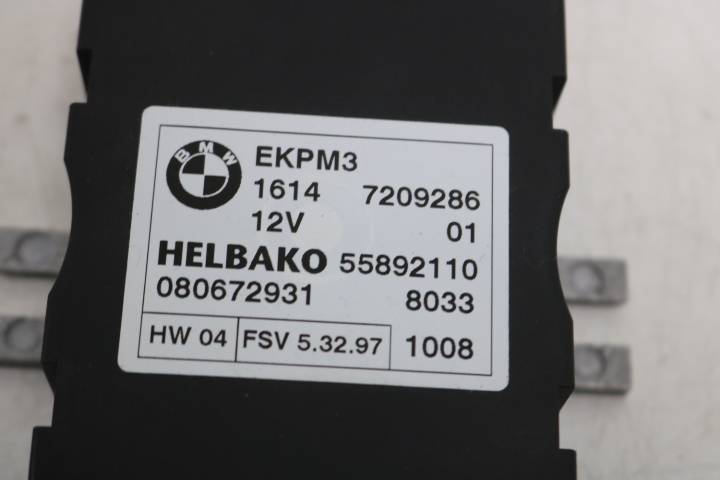 BMW
EKPM3
1614 7209286
12V 01
HELBAKO 55892110
080672931 8033
HW 04 FSV 5.32.97 1008